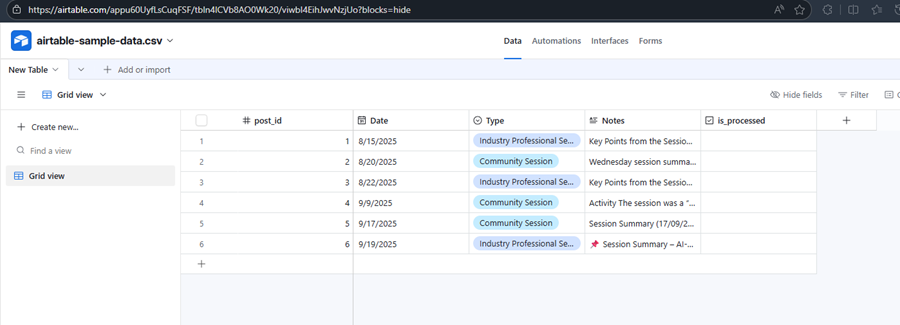 https://airtable.com/appu60UyfLsCuqFSF/tbln4lCVb8AO0Wk20/viwbl4EihJwvNzjUo?blocks=hide
airtable-sample-data.csv
Data Automations Interfaces Forms
New Table Add or import
Grid view Hide fields Filter
Create new...
Find a view
Grid view
post_id Date Type Notes is_processed
1 1 8/15/2025 Industry Professional Se... Key Points from the Sessio...
2 2 8/20/2025 Community Session Wednesday session summa...
3 3 8/22/2025 Industry Professional Se... Key Points from the Sessio...
4 4 9/9/2025 Community Session Activity The session was a "...
5 5 9/17/2025 Community Session Session Summary (17/09/2...
6 6 9/19/2025 Industry Professional Se... 📌 Session Summary – AI-...